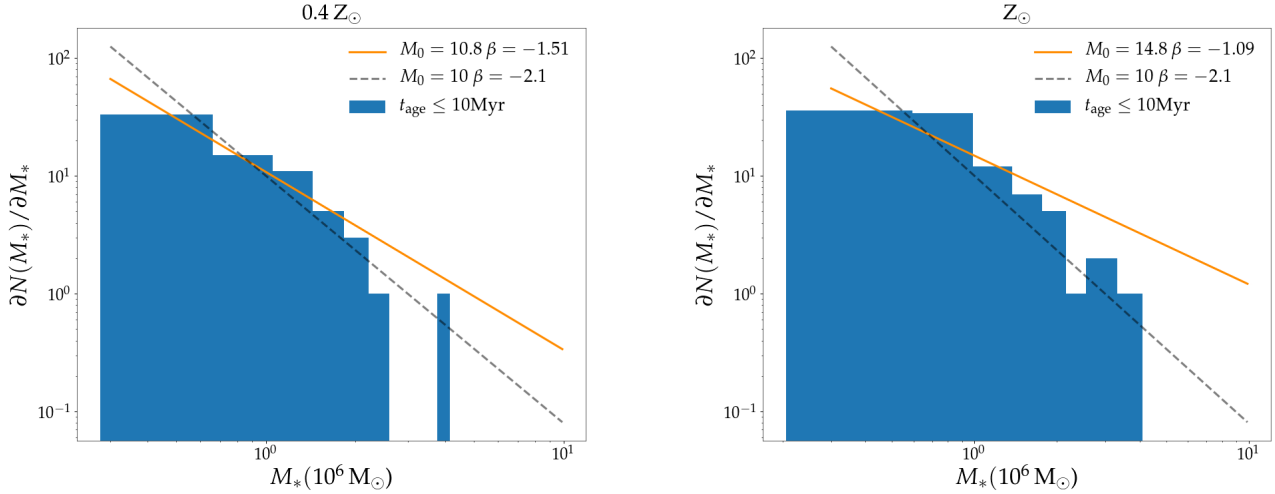 0.4 Z⊙
M₀ = 10.8 β = −1.51
M₀ = 10 β = −2.1
t_age ≤ 10Myr
10²
10¹
10⁰
10⁻¹
∂N(M∗)/∂M∗
10⁰
10¹
M∗(10⁶ M⊙)
Z⊙
M₀ = 14.8 β = −1.09
M₀ = 10 β = −2.1
t_age ≤ 10Myr
10²
10¹
10⁰
10⁻¹
∂N(M∗)/∂M∗
10⁰
10¹
M∗(10⁶ M⊙)